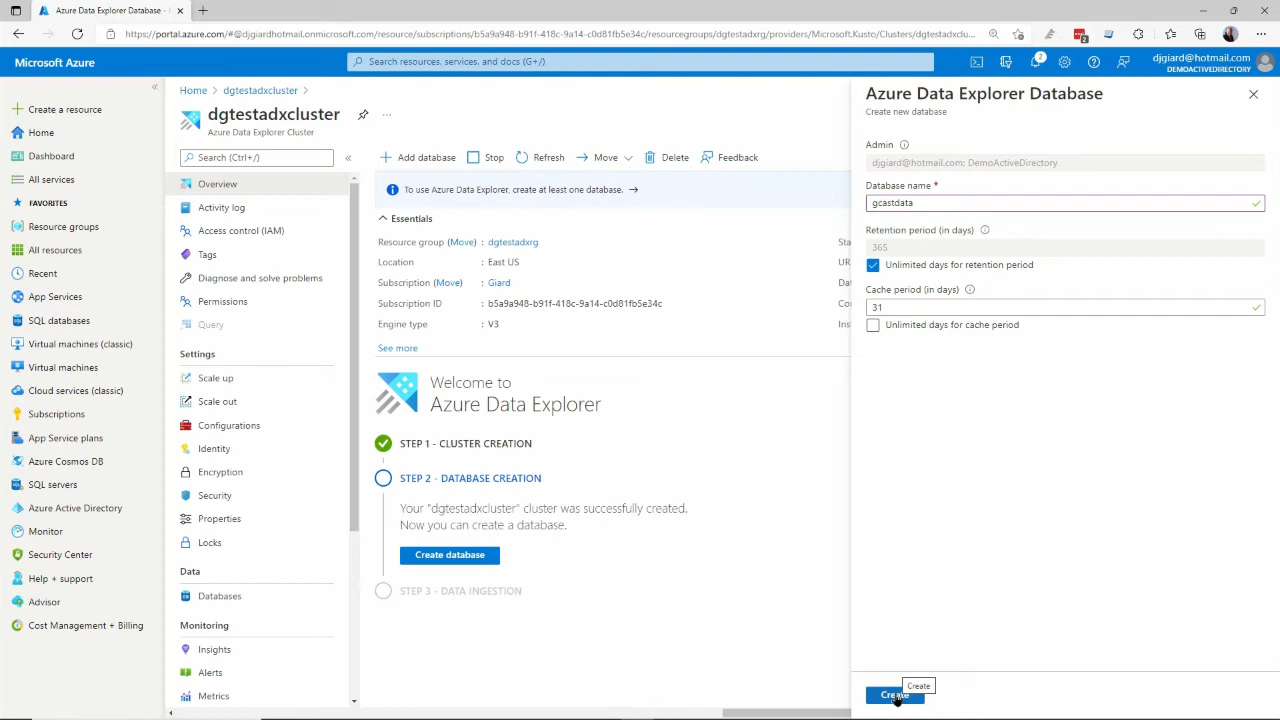 Azure Data Explorer Database -
https://portal.azure.com/#@djgiardhotmail.onmicrosoft.com/resource/subscriptions/b5a9a948-b91f-418c-9a14-c0d81fb5e34c/resourcegroups/dgtestadxrg/providers/Microsoft.Kusto/Clusters/dgtestadxclu...
2
Microsoft Azure
Search resources, services, and docs (G+/)
2
djgiard@hotmail.com
DEMOACTIVEDIRECTORY
Create a resource
Home
Dashboard
All services
FAVORITES
Resource groups
All resources
Recent
App Services
SQL databases
Virtual machines (classic)
Virtual machines
Cloud services (classic)
Subscriptions
App Service plans
Azure Cosmos DB
SQL servers
Azure Active Directory
Monitor
Security Center
Help + support
Advisor
Cost Management + Billing
Home > dgtestadxcluster >
dgtestadxcluster ...
Azure Data Explorer Cluster
Search (Ctrl+/)
Overview
Activity log
Access control (IAM)
Tags
Diagnose and solve problems
Permissions
Query
Settings
Scale up
Scale out
Configurations
Identity
Encryption
Security
Properties
Locks
Data
Databases
Monitoring
Insights
Alerts
Metrics
Add database Stop Refresh Move Delete Feedback
To use Azure Data Explorer, create at least one database. →
Essentials
Resource group (Move) : dgtestadxrg
Location : East US
Subscription (Move) : Giard
Subscription ID : b5a9a948-b91f-418c-9a14-c0d81fb5e34c
Engine type : V3
See more
Sta
UR
Dat
Co
Ins
Welcome to
Azure Data Explorer
STEP 1 - CLUSTER CREATION
STEP 2 - DATABASE CREATION
Your "dgtestadxcluster" cluster was successfully created.
Now you can create a database.
Create database
STEP 3 - DATA INGESTION
Azure Data Explorer Database
Create new database
Admin
djgiard@hotmail.com; DemoActiveDirectory
Database name *
gcastdata
Retention period (in days)
365
Unlimited days for retention period
Cache period (in days)
31
Unlimited days for cache period
Create
Create